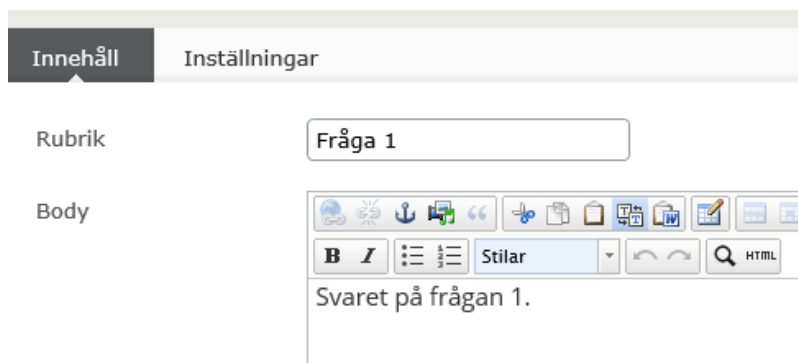 Innehåll Inställningar
Rubrik Fråga 1
Body
B I Stilar HTML
Svaret på frågan 1.